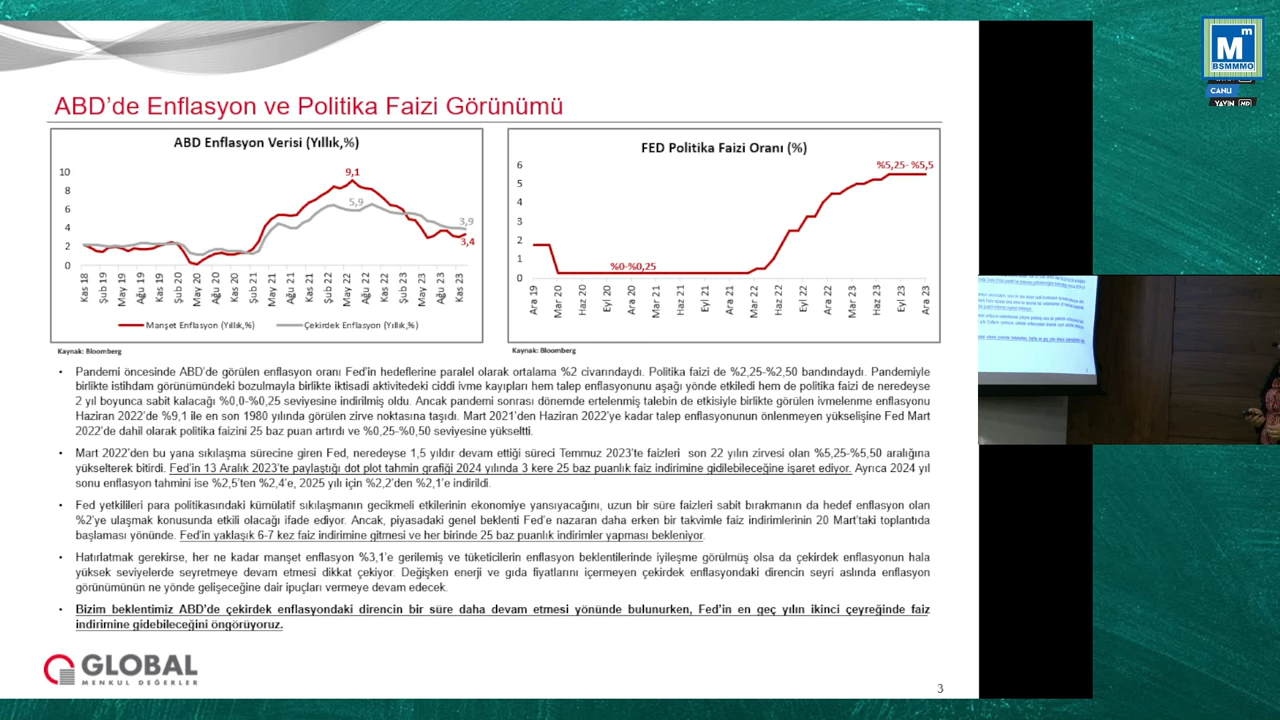 ABD'de Enflasyon ve Politika Faizi Görünümü
ABD Enflasyon Verisi (Yıllık,%)
10
8
6
4
2
0
9,1
5,9
3,9
3,4
Kas 18
Şub 19
May 19
Ağu 19
Kas 19
Şub 20
May 20
Ağu 20
Kas 20
Şub 21
May 21
Ağu 21
Kas 21
Şub 22
May 22
Ağu 22
Kas 22
Şub 23
May 23
Ağu 23
Kas 23
Manşet Enflasyon (Yıllık,%)
Çekirdek Enflasyon (Yıllık,%)
Kaynak: Bloomberg
FED Politika Faizi Oranı (%)
6
5
4
3
2
1
0
%5,25- %5,5
%0-%0,25
Ara 19
Mar 20
Haz 20
Eyl 20
Ara 20
Mar 21
Haz 21
Eyl 21
Ara 21
Mar 22
Haz 22
Eyl 22
Ara 22
Mar 23
Haz 23
Eyl 23
Ara 23
Kaynak: Bloomberg
• Pandemi öncesinde ABD'de görülen enflasyon oranı Fed'in hedeflerine paralel olarak ortalama %2 civarındaydı. Politika faizi de %2,25-%2,50 bandındaydı. Pandemiyle
birlikte istihdam görünümündeki bozulmayla birlikte iktisadi aktivitedeki ciddi ivme kayıpları hem talep enflasyonunu aşağı yönde etkiledi hem de politika faizi de neredeyse
2 yıl boyunca sabit kalacağı %0,0-%0,25 seviyesine indirilmiş oldu. Ancak pandemi sonrası dönemde ertelenmiş talebin de etkisiyle birlikte görülen ivmelenme enflasyonu
Haziran 2022'de %9,1 ile en son 1980 yılında görülen zirve noktasına taşıdı. Mart 2021'den Haziran 2022'ye kadar talep enflasyonunun önlenmeyen yükselişine Fed Mart
2022'de dahil olarak politika faizini 25 baz puan artırdı ve %0,25-%0,50 seviyesine yükseltti.
• Mart 2022'den bu yana sıkılaşma sürecine giren Fed, neredeyse 1,5 yıldır devam ettiği süreci Temmuz 2023'te faizleri son 22 yılın zirvesi olan %5,25-%5,50 aralığına
yükselterek bitirdi. Fed'in 13 Aralık 2023'te paylaştığı dot plot tahmin grafiği 2024 yılında 3 kere 25 baz puanlık faiz indirimine gidilebileceğine işaret ediyor. Ayrıca 2024 yıl
sonu enflasyon tahmini ise %2,5'ten %2,4'e, 2025 yılı için %2,2'den %2,1'e indirildi.
• Fed yetkilileri para politikasındaki kümülatif sıkılaşmanın gecikmeli etkilerinin ekonomiye yansıyacağını, uzun bir süre faizleri sabit bırakmanın da hedef enflasyon olan
%2'ye ulaşmak konusunda etkili olacağı ifade ediyor. Ancak, piyasadaki genel beklenti Fed'e nazaran daha erken bir takvimle faiz indirimlerinin 20 Mart'taki toplantıda
başlaması yönünde. Fed'in yaklaşık 6-7 kez faiz indirimine gitmesi ve her birinde 25 baz puanlık indirimler yapması bekleniyor.
• Hatırlatmak gerekirse, her ne kadar manşet enflasyon %3,1'e gerilemiş ve tüketicilerin enflasyon beklentilerinde iyileşme görülmüş olsa da çekirdek enflasyonun hala
yüksek seviyelerde seyretmeye devam etmesi dikkat çekiyor. Değişken enerji ve gıda fiyatlarını içermeyen çekirdek enflasyondaki direncin seyri aslında enflasyon
görünümünün ne yönde gelişeceğine dair ipuçları vermeye devam edecek.
• Bizim beklentimiz ABD'de çekirdek enflasyondaki direncin bir süre daha devam etmesi yönünde bulunurken, Fed'in en geç yılın ikinci çeyreğinde faiz
indirimine gidebileceğini öngörüyoruz.
GLOBAL
MENKUL DEĞERLER
3
Mm
BSMMMO
CANLI
YAYIN HD